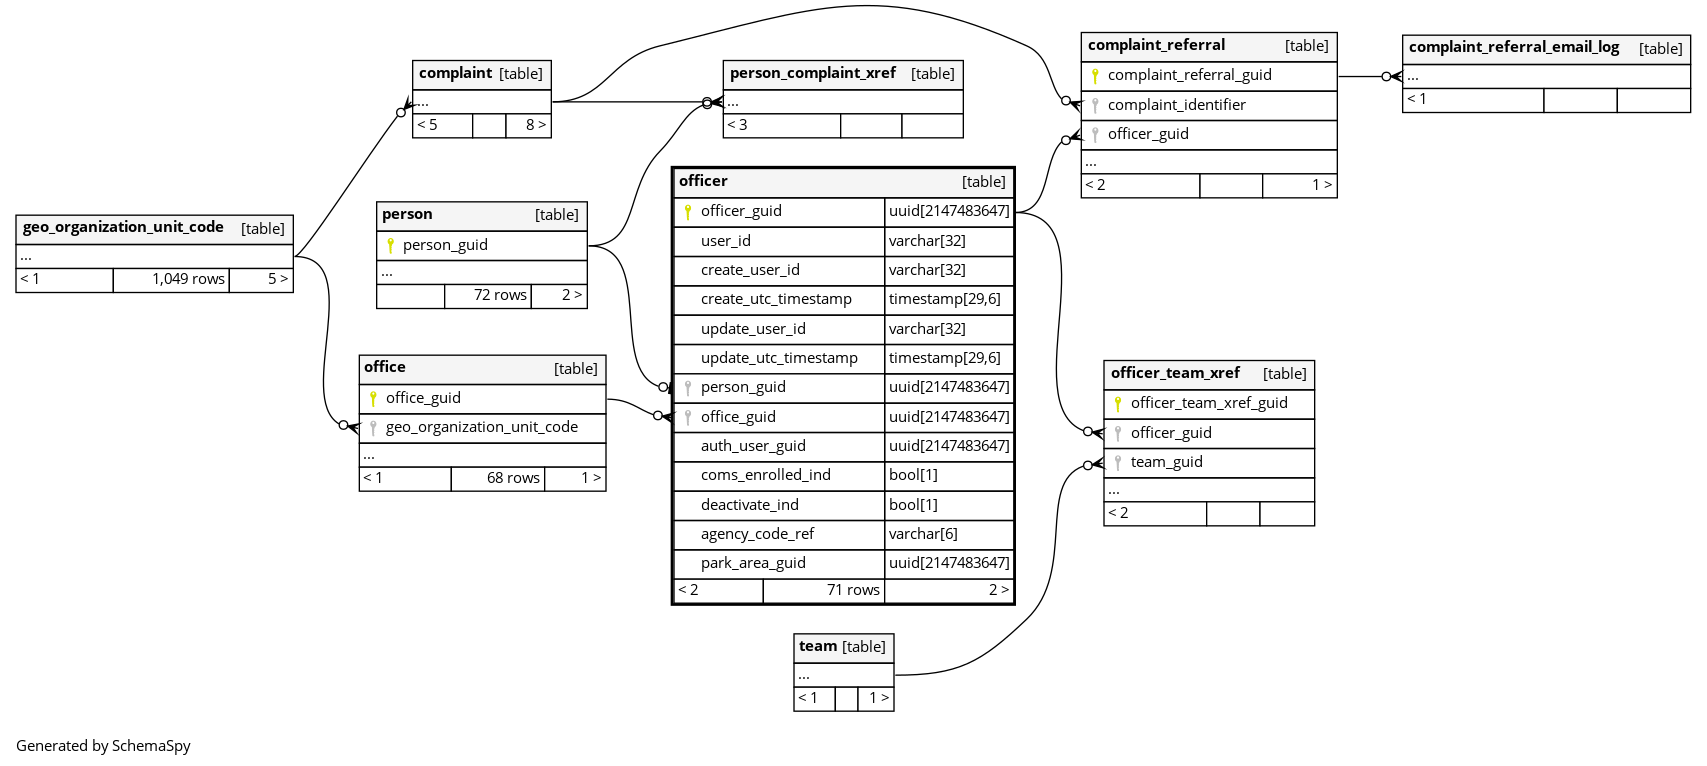 complaint [table]
...
< 5 8 >
person_complaint_xref [table]
...
< 3
complaint_referral [table]
complaint_referral_guid
complaint_identifier
officer_guid
...
< 2 1 >
complaint_referral_email_log [table]
...
< 1
geo_organization_unit_code [table]
...
< 1 1,049 rows 5 >
person [table]
person_guid
...
72 rows 2 >
office [table]
office_guid
geo_organization_unit_code
...
< 1 68 rows 1 >
officer [table]
officer_guid uuid[2147483647]
user_id varchar[32]
create_user_id varchar[32]
create_utc_timestamp timestamp[29,6]
update_user_id varchar[32]
update_utc_timestamp timestamp[29,6]
person_guid uuid[2147483647]
office_guid uuid[2147483647]
auth_user_guid uuid[2147483647]
coms_enrolled_ind bool[1]
deactivate_ind bool[1]
agency_code_ref varchar[6]
park_area_guid uuid[2147483647]
< 2 71 rows 2 >
officer_team_xref [table]
officer_team_xref_guid
officer_guid
team_guid
...
< 2
team [table]
...
< 1 1 >
Generated by SchemaSpy